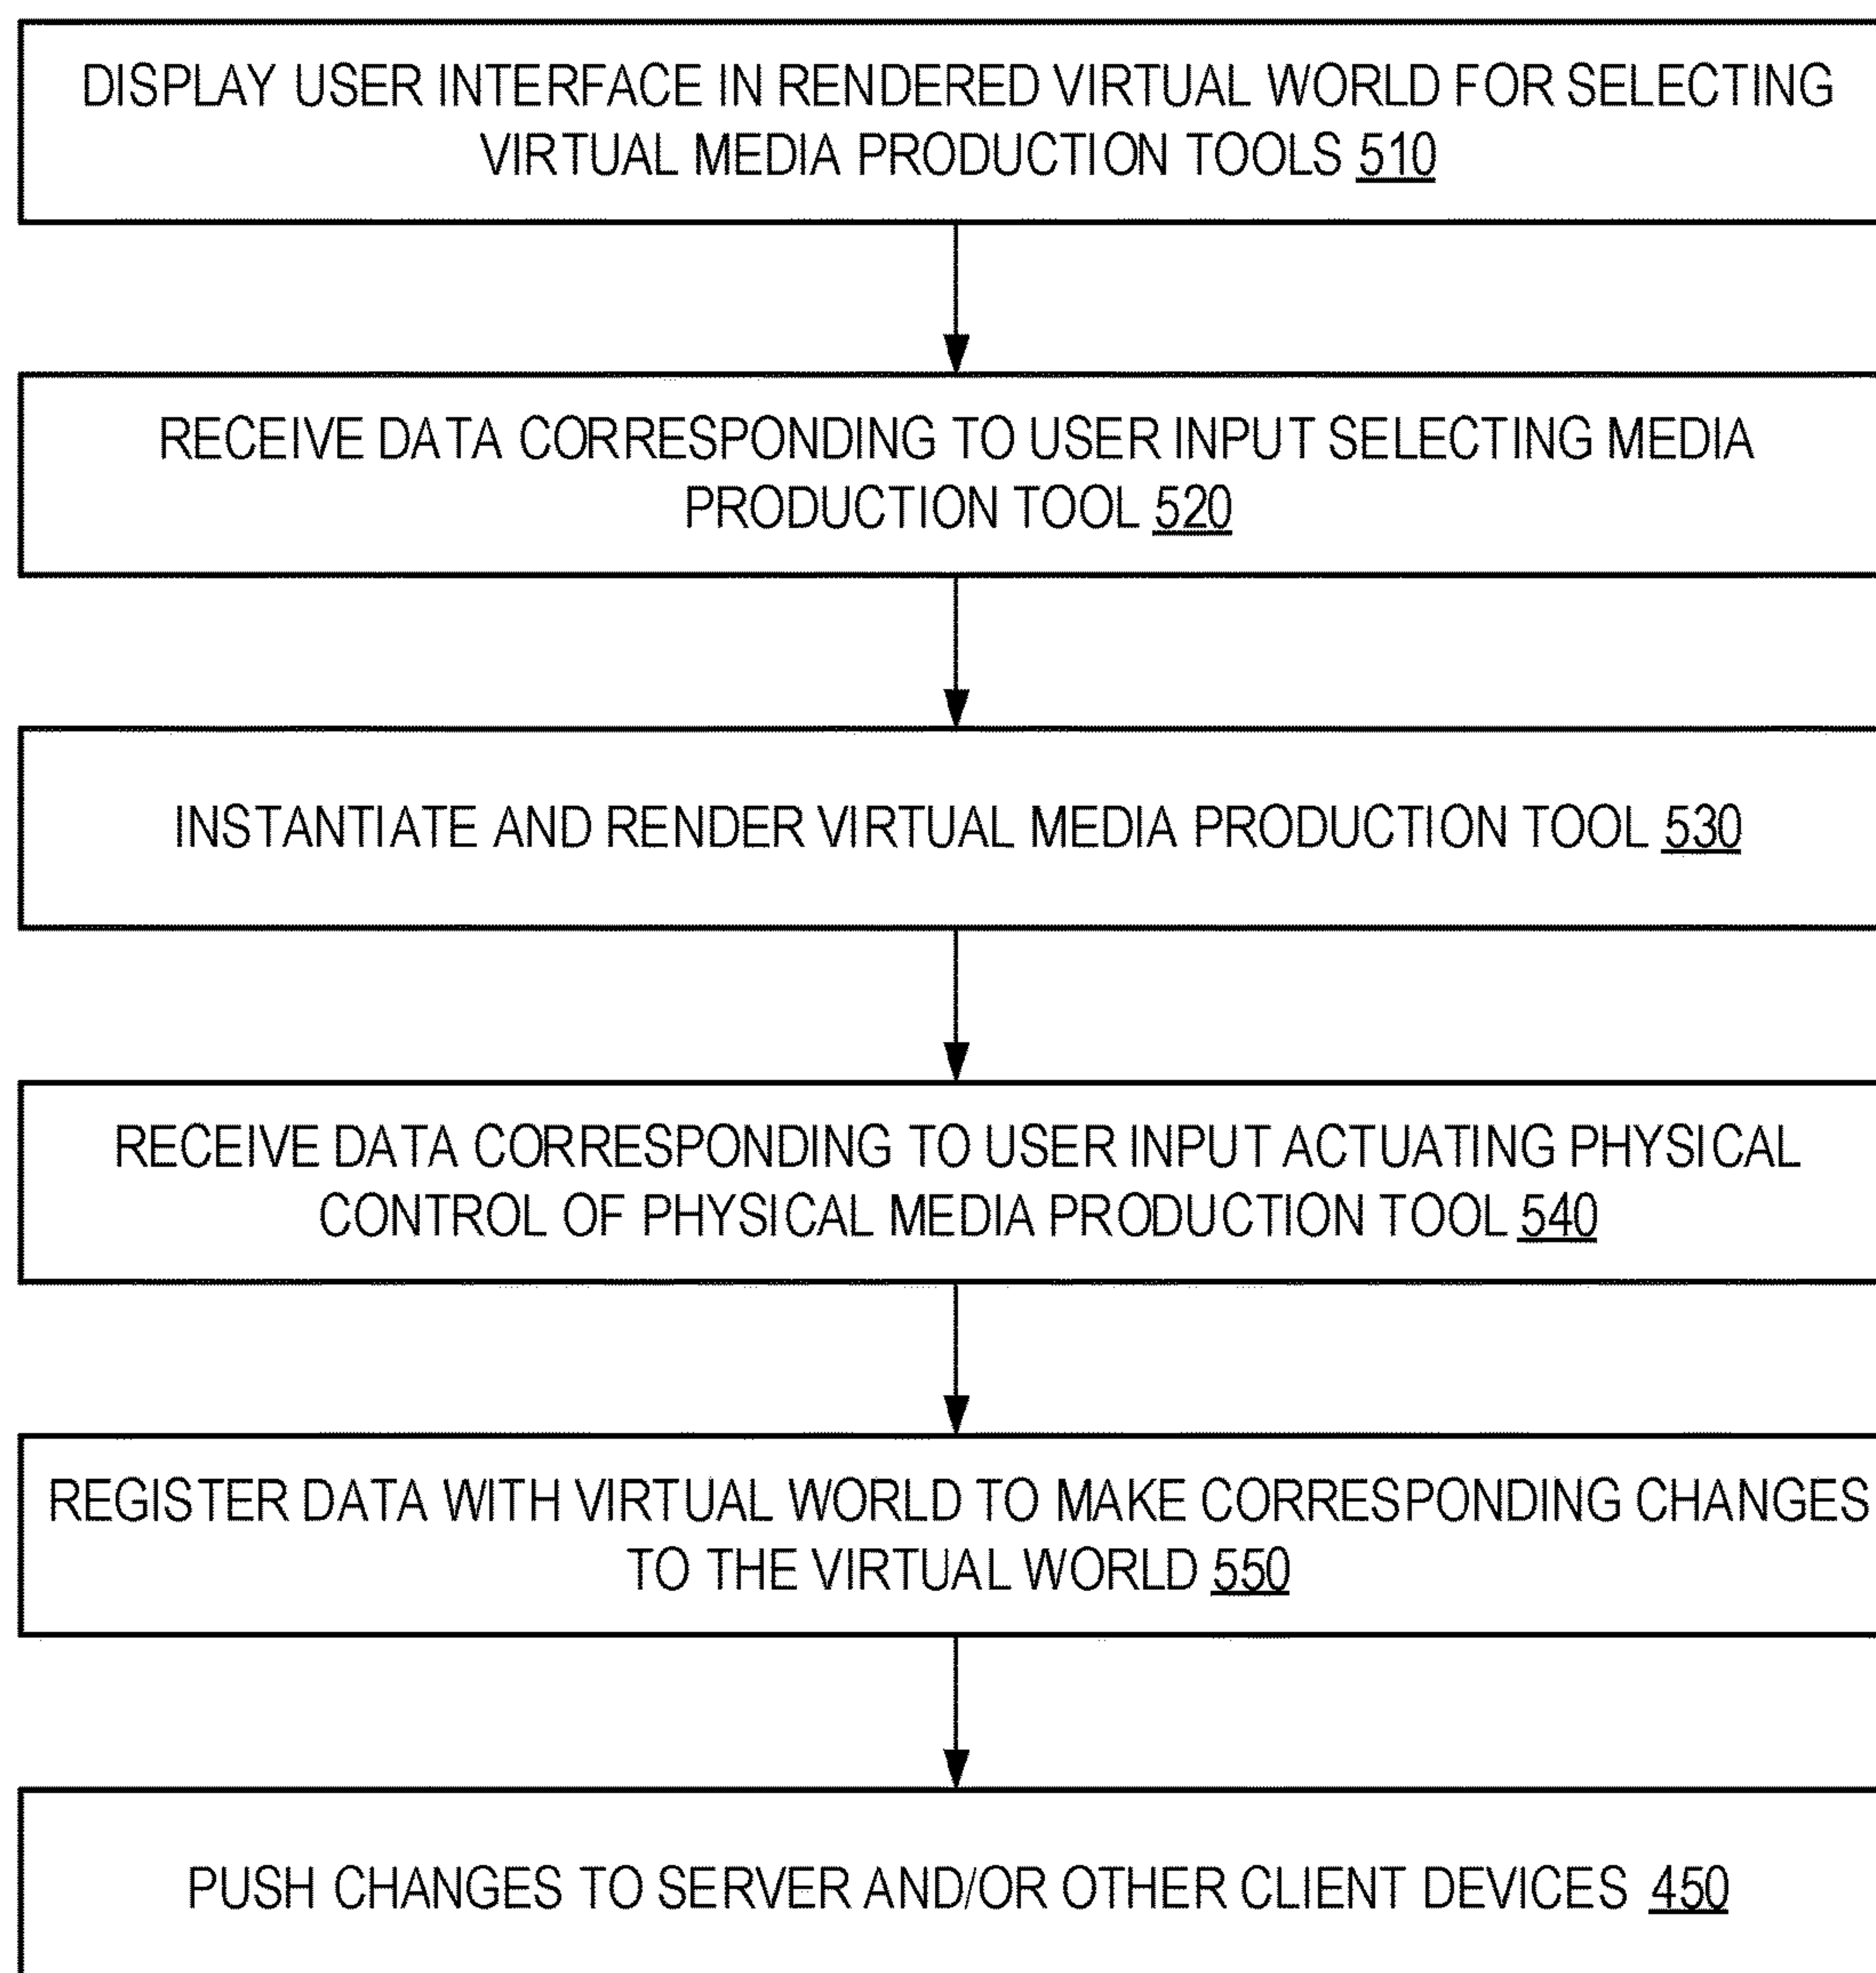 DISPLAY USER INTERFACE IN RENDERED VIRTUAL WORLD FOR SELECTING
VIRTUAL MEDIA PRODUCTION TOOLS 510
RECEIVE DATA CORRESPONDING TO USER INPUT SELECTING MEDIA
PRODUCTION TOOL 520
INSTANTIATE AND RENDER VIRTUAL MEDIA PRODUCTION TOOL 530
RECEIVE DATA CORRESPONDING TO USER INPUT ACTUATING PHYSICAL
CONTROL OF PHYSICAL MEDIA PRODUCTION TOOL 540
REGISTER DATA WITH VIRTUAL WORLD TO MAKE CORRESPONDING CHANGES
TO THE VIRTUAL WORLD 550
PUSH CHANGES TO SERVER AND/OR OTHER CLIENT DEVICES 450